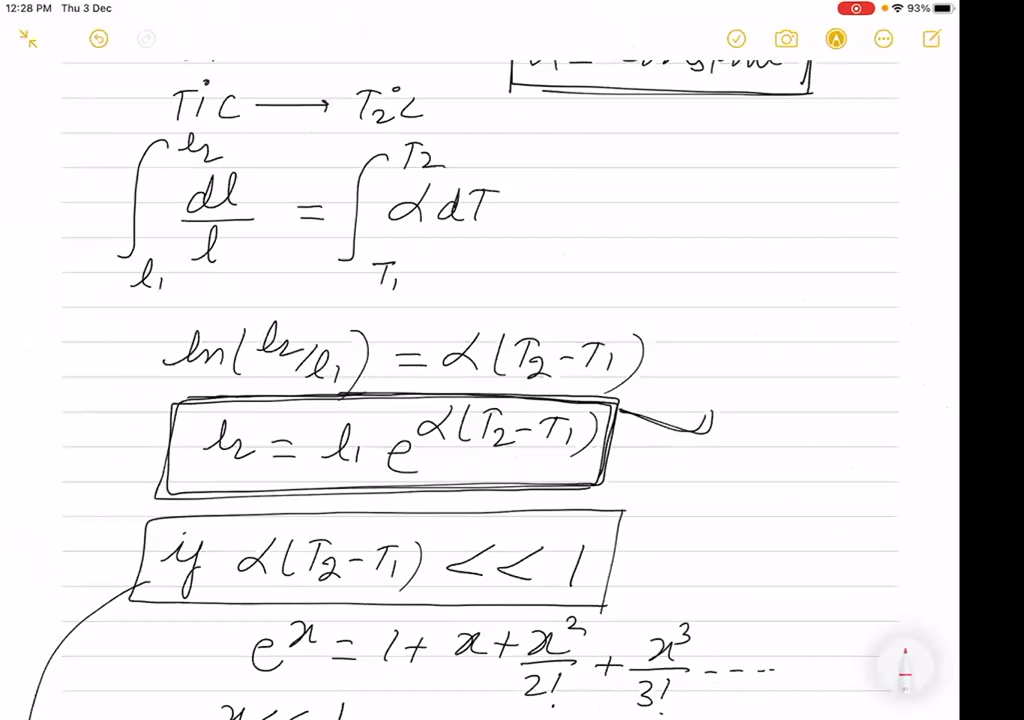 12:28 PM Thu 3 Dec 93%
T1°C → T2°C
∫_{l1}^{l2} dl/l = ∫_{T1}^{T2} α dT
ln(l2/l1) = α(T2-T1)
l2 = l1 e^{α(T2-T1)}
if α(T2-T1) << 1
e^x = 1 + x + x²/2! + x³/3! ----
x << 1